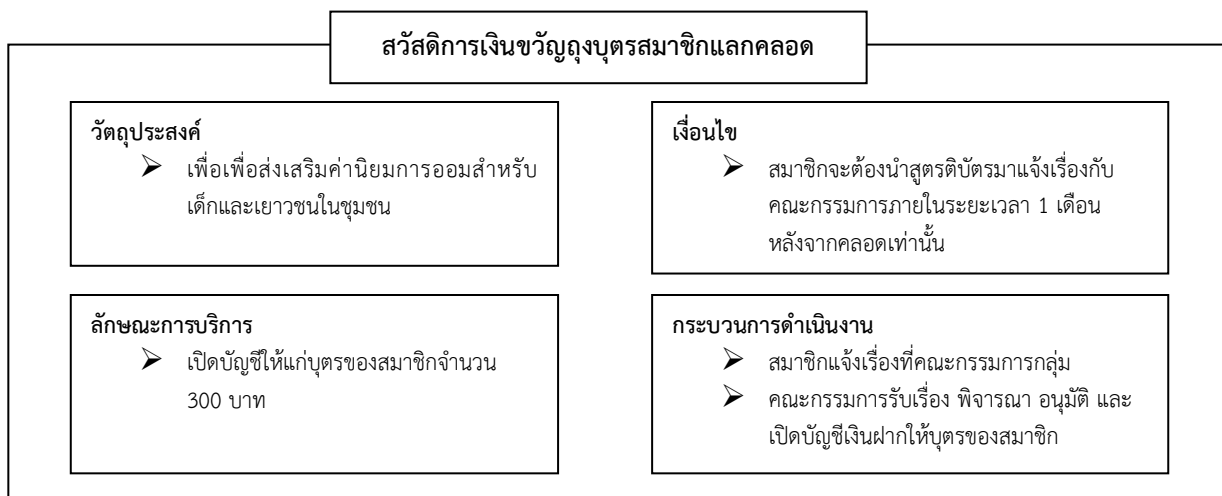 สวัสดิการเงินขวัญถุงบุตรสมาชิกแลกคลอด
วัตถุประสงค์
➢ เพื่อเพื่อส่งเสริมค่านิยมการออมสำหรับ
เด็กและเยาวชนในชุมชน
เงื่อนไข
➢ สมาชิกจะต้องนำสูตรติบัตรมาแจ้งเรื่องกับ
คณะกรรมการภายในระยะเวลา 1 เดือน
หลังจากคลอดเท่านั้น
ลักษณะการบริการ
➢ เปิดบัญชีให้แก่บุตรของสมาชิกจำนวน
300 บาท
กระบวนการดำเนินงาน
➢ สมาชิกแจ้งเรื่องที่คณะกรรมการกลุ่ม
➢ คณะกรรมการรับเรื่อง พิจารณา อนุมัติ และ
เปิดบัญชีเงินฝากให้บุตรของสมาชิก